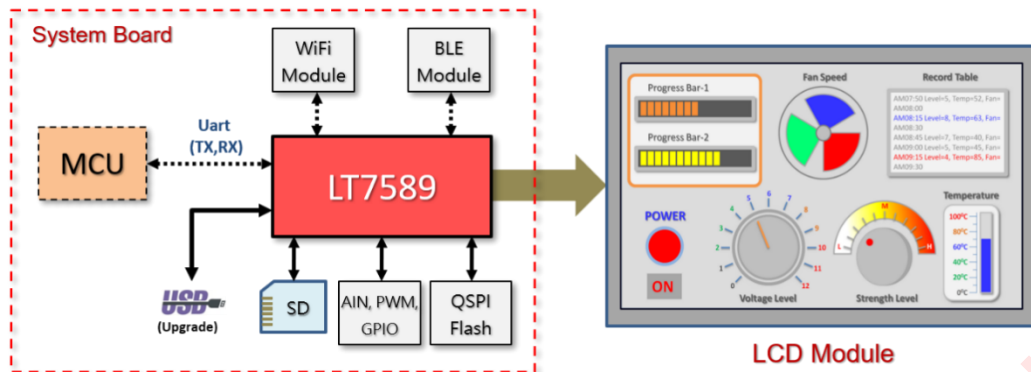 System Board
WiFi
Module
BLE
Module
Uart
(TX,RX)
MCU
LT7589
USB
(Upgrade)
SD
AIN, PWM,
GPIO
QSPI
Flash
Progress Bar-1
Progress Bar-2
Fan Speed
Record Table
AM07:50 Level=5, Temp=52, Fan=
AM08:00
AM08:15 Level=8, Temp=63, Fan=
AM08:30
AM08:45 Level=7, Temp=40, Fan=
AM09:00 Level=5, Temp=45, Fan=
AM09:15 Level=4, Temp=85, Fan=
AM09:30
POWER
ON
0
1
2
3
4
5
6
7
8
9
10
11
12
Voltage Level
L
M
H
Strength Level
Temperature
100℃
80℃
60℃
40℃
20℃
0℃
LCD Module